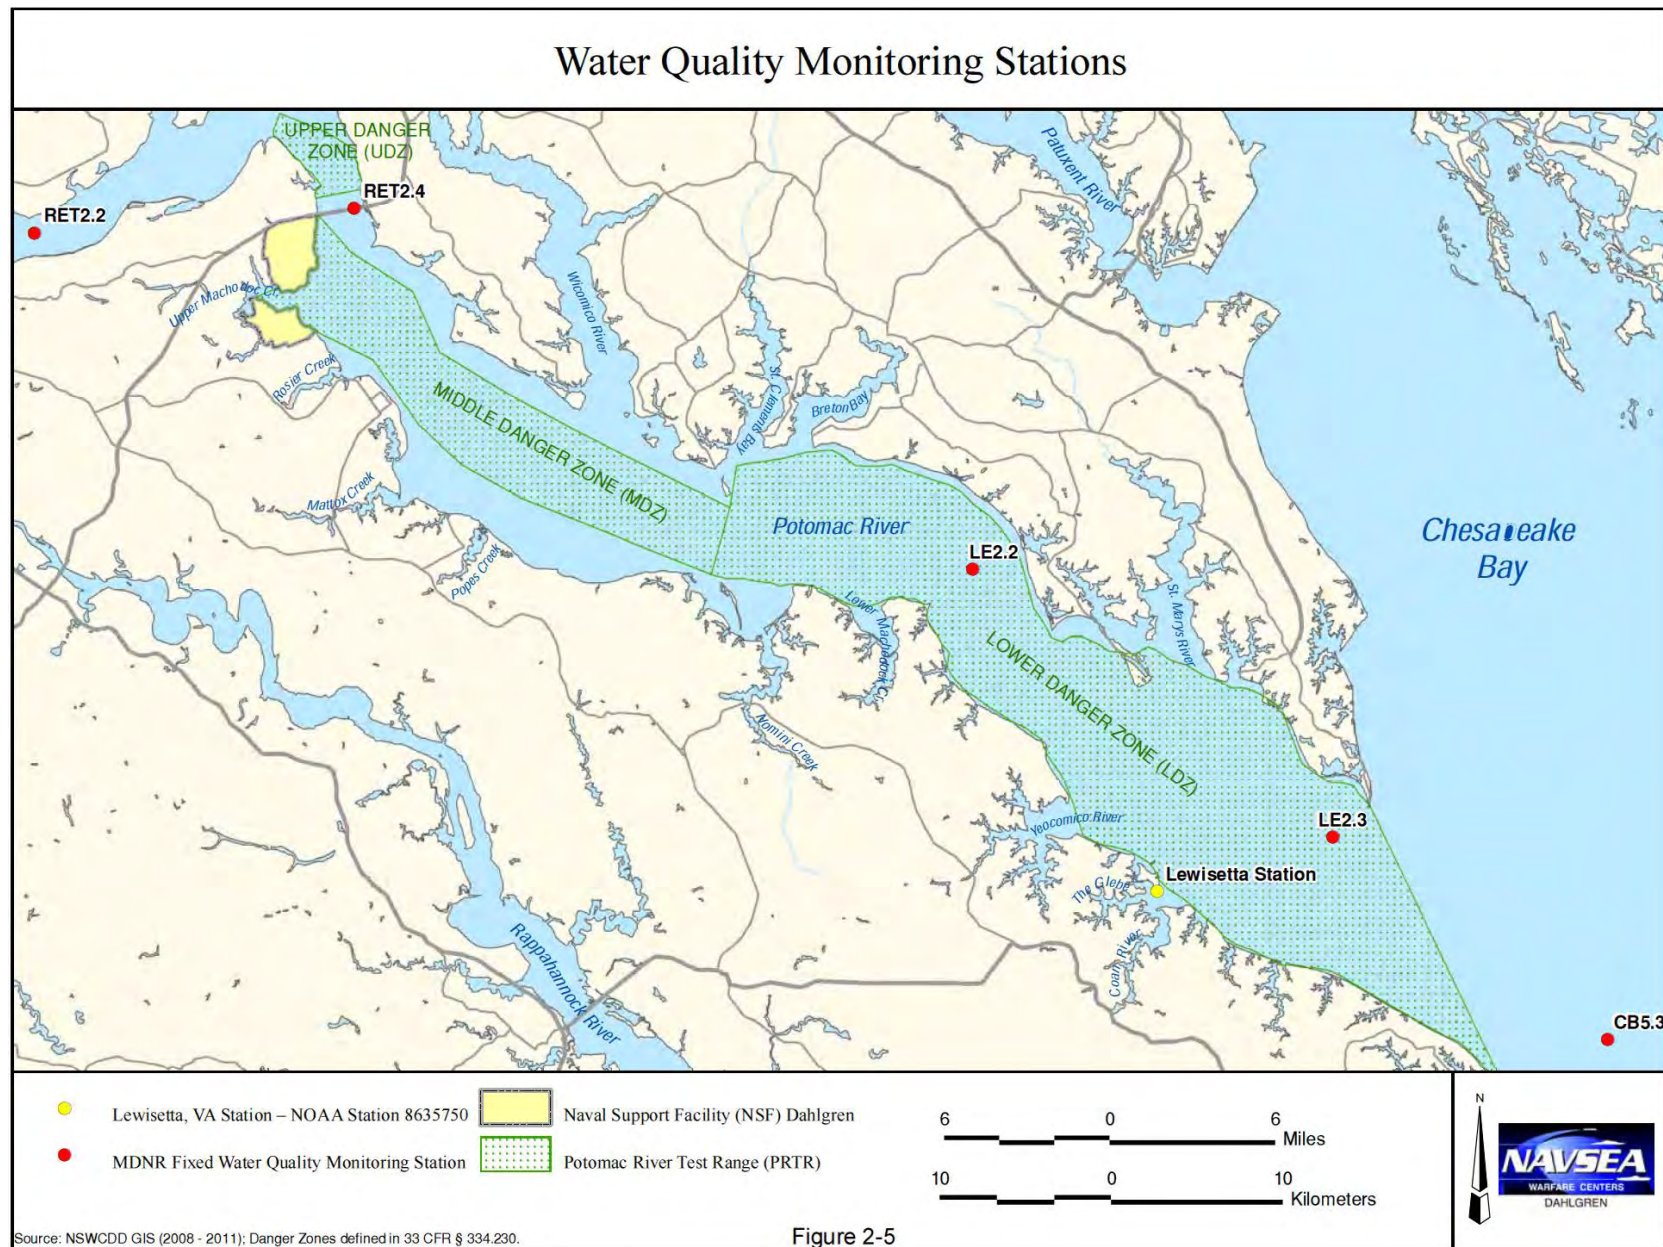 Water Quality Monitoring Stations
UPPER DANGER
ZONE (UDZ)
RET2.4
RET2.2
Patuxent River
Upper Machodoc Cr.
Wicomico River
Rosier Creek
St. Clements Bay
Breton Bay
MIDDLE DANGER ZONE (MDZ)
Mattox Creek
Potomac River
Chesa eake
Bay
LE2.2
Popes Creek
Lower Machodock C.
St. Marys River
LOWER DANGER ZONE (LDZ)
Nomini Creek
Yeocomico River
LE2.3
Lewisetta Station
The Glebe
Coan River
Rappahannock River
CB5.3
Lewisetta, VA Station – NOAA Station 8635750
MDNR Fixed Water Quality Monitoring Station
Naval Support Facility (NSF) Dahlgren
Potomac River Test Range (PRTR)
6 0 6
Miles
10 0 10
Kilometers
N
NAVSEA
WARFARE CENTERS
DAHLGREN
Source: NSWCDD GIS (2008 - 2011); Danger Zones defined in 33 CFR § 334.230.
Figure 2-5